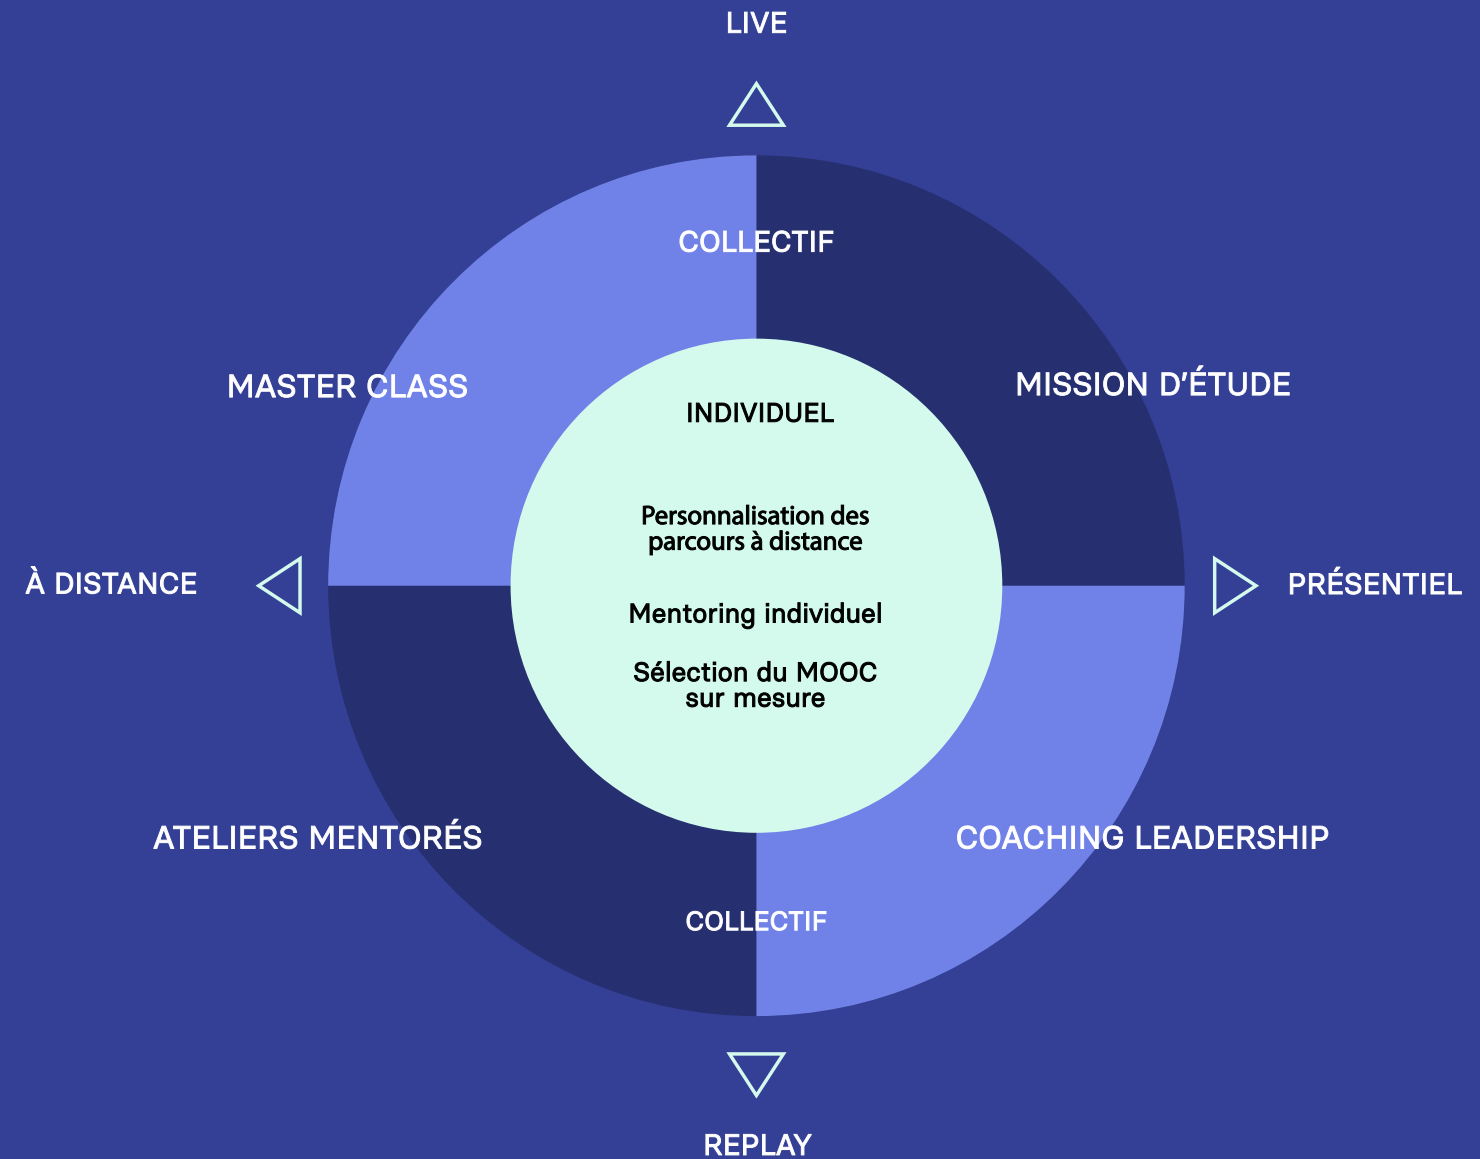 LIVE
COLLECTIF
MASTER CLASS
MISSION D'ÉTUDE
INDIVIDUEL
Personnalisation des
parcours à distance
À DISTANCE
PRÉSENTIEL
Mentoring individuel
Sélection du MOOC
sur mesure
ATELIERS MENTORÉS
COACHING LEADERSHIP
COLLECTIF
REPLAY